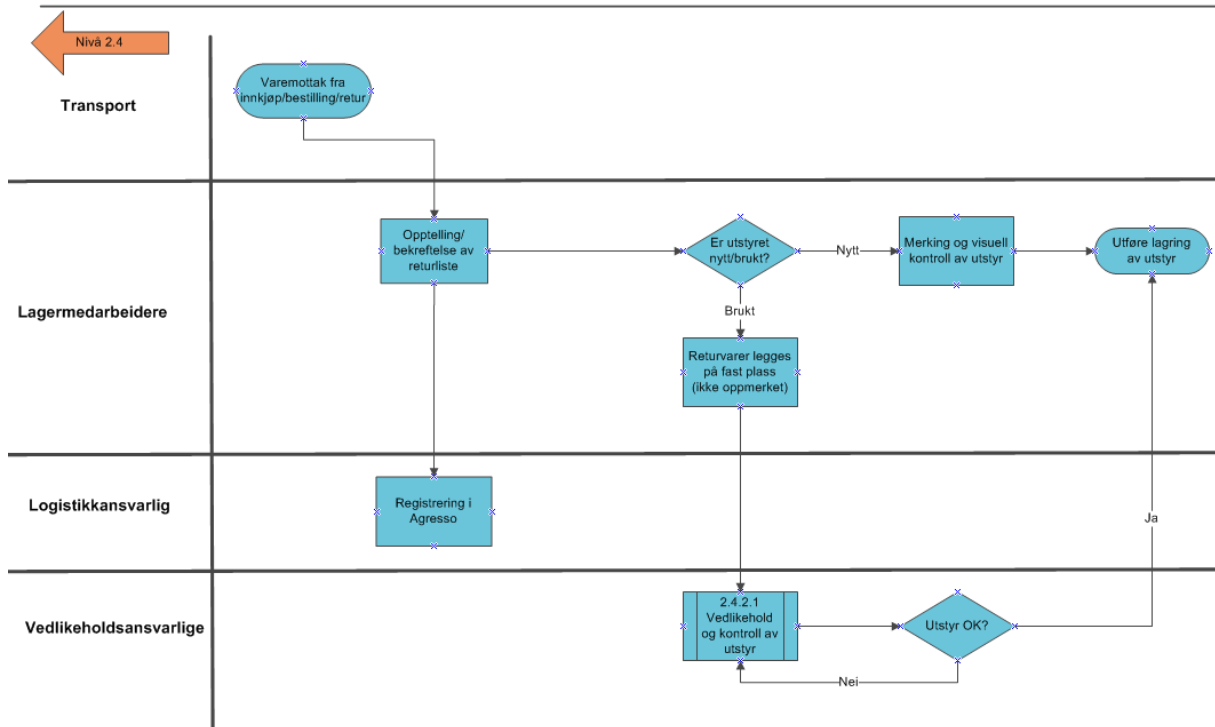 Nivå 2.4
Transport
Varemottak fra
innkjøp/bestilling/retur
Lagermedarbeidere
Opptelling/
bekreftelse av
returliste
Er utstyret
nytt/brukt?
Nytt
Merking og visuell
kontroll av utstyr
Utføre lagring
av utstyr
Brukt
Returvarer legges
på fast plass
(ikke oppmerket)
Logistikkansvarlig
Registrering i
Agresso
Ja
Vedlikeholdsansvarlige
2.4.2.1
Vedlikehold
og kontroll av
utstyr
Utstyr OK?
Nei